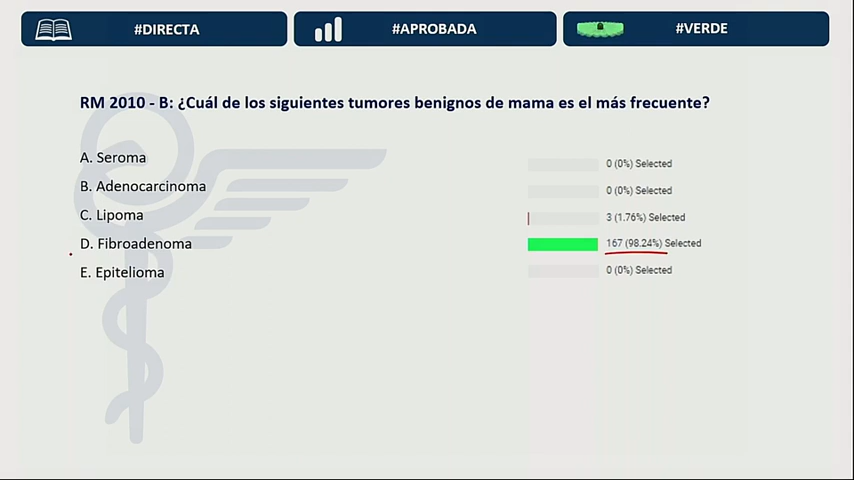 #DIRECTA
#APROBADA
#VERDE
RM 2010 - B: ¿Cuál de los siguientes tumores benignos de mama es el más frecuente?
A. Seroma
0 (0%) Selected
B. Adenocarcinoma
0 (0%) Selected
C. Lipoma
3 (1.76%) Selected
D. Fibroadenoma
167 (98.24%) Selected
E. Epitelioma
0 (0%) Selected